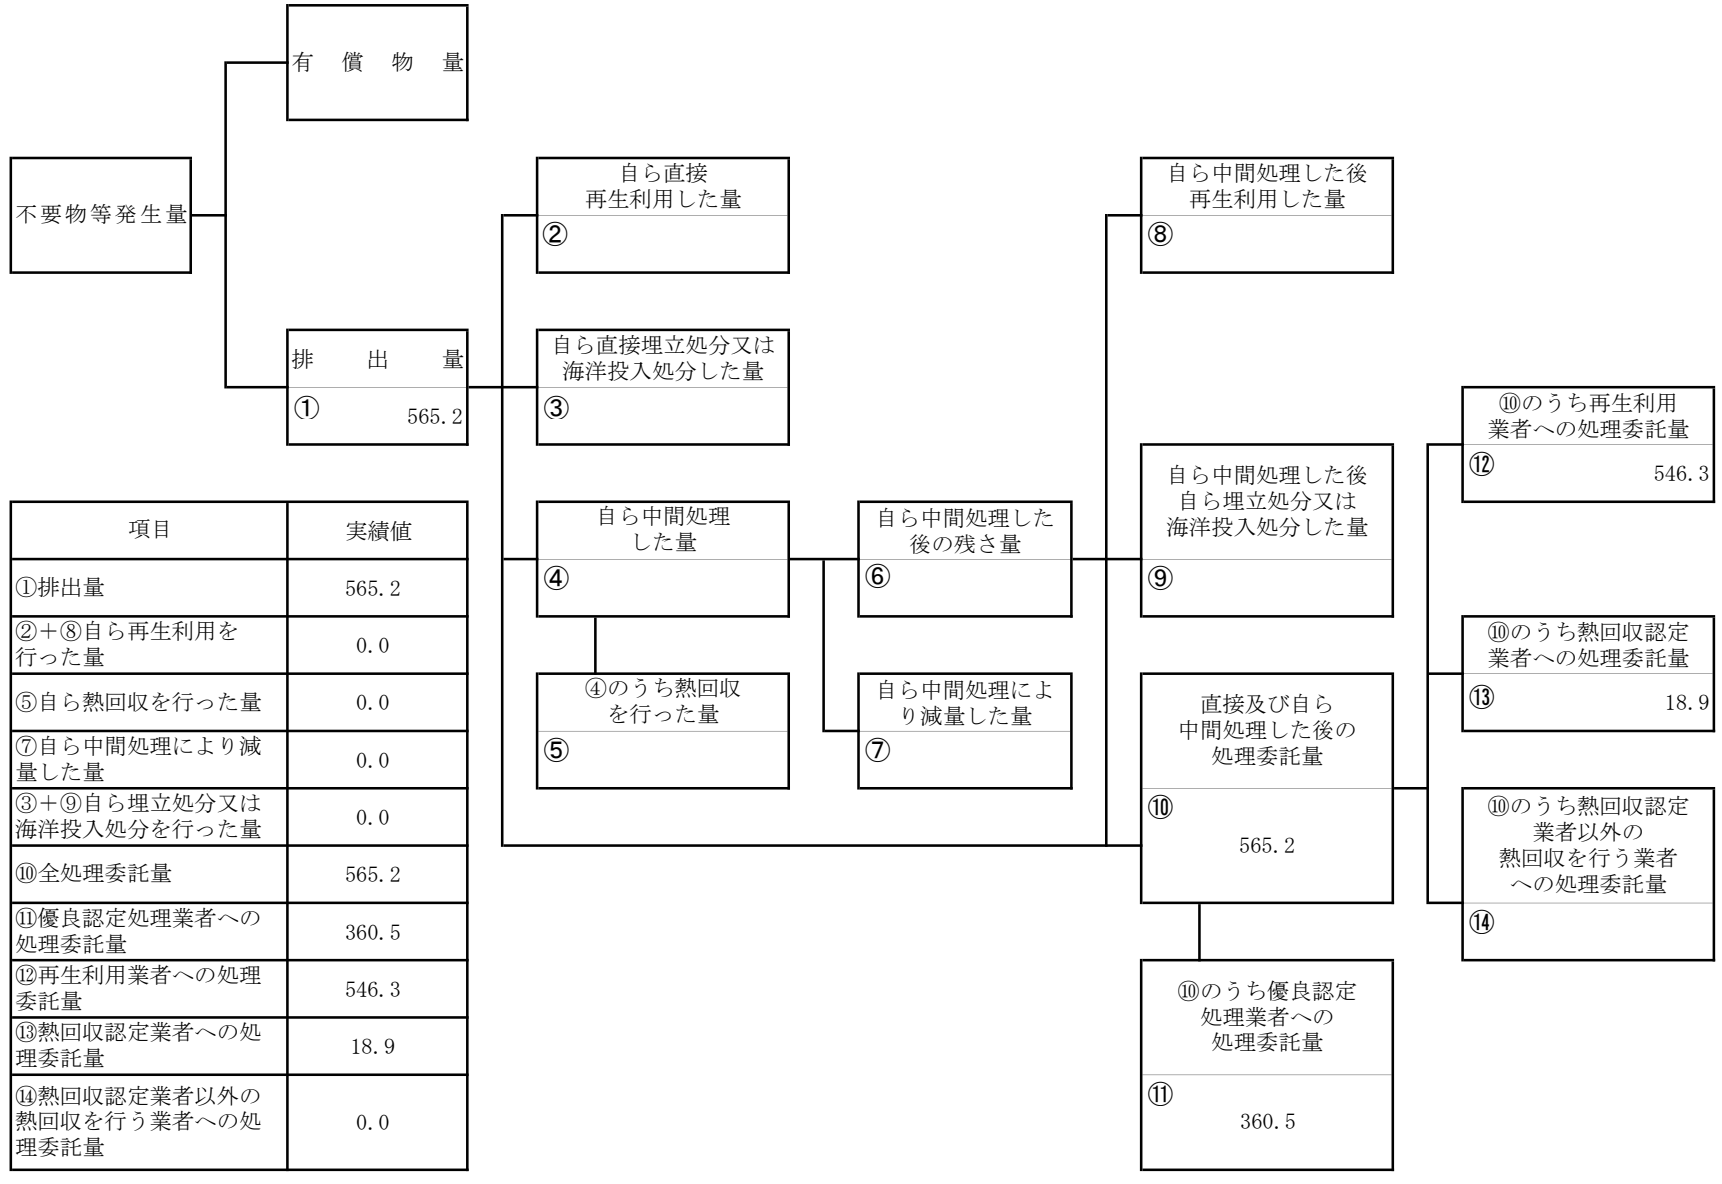 有償物量
不要物等発生量
排出量
①
565.2
自ら直接
再生利用した量
②
自ら直接埋立処分又は
海洋投入処分した量
③
自ら中間処理
した量
④
④のうち熱回収
を行った量
⑤
自ら中間処理した
後の残さ量
⑥
自ら中間処理によ
り減量した量
⑦
自ら中間処理した後
再生利用した量
⑧
自ら中間処理した後
自ら埋立処分又は
海洋投入処分した量
⑨
直接及び自ら
中間処理した後の
処理委託量
⑩
565.2
⑩のうち優良認定
処理業者への
処理委託量
⑪
360.5
⑩のうち再生利用
業者への処理委託量
⑫
546.3
⑩のうち熱回収認定
業者への処理委託量
⑬
18.9
⑩のうち熱回収認定
業者以外の
熱回収を行う業者
への処理委託量
⑭
項目 実績値
①排出量 565.2
②＋⑧自ら再生利用を
行った量 0.0
⑤自ら熱回収を行った量 0.0
⑦自ら中間処理により減
量した量 0.0
③＋⑨自ら埋立処分又は
海洋投入処分を行った量 0.0
⑩全処理委託量 565.2
⑪優良認定処理業者への
処理委託量 360.5
⑫再生利用業者への処理
委託量 546.3
⑬熱回収認定業者への処
理委託量 18.9
⑭熱回収認定業者以外の
熱回収を行う業者への処
理委託量 0.0